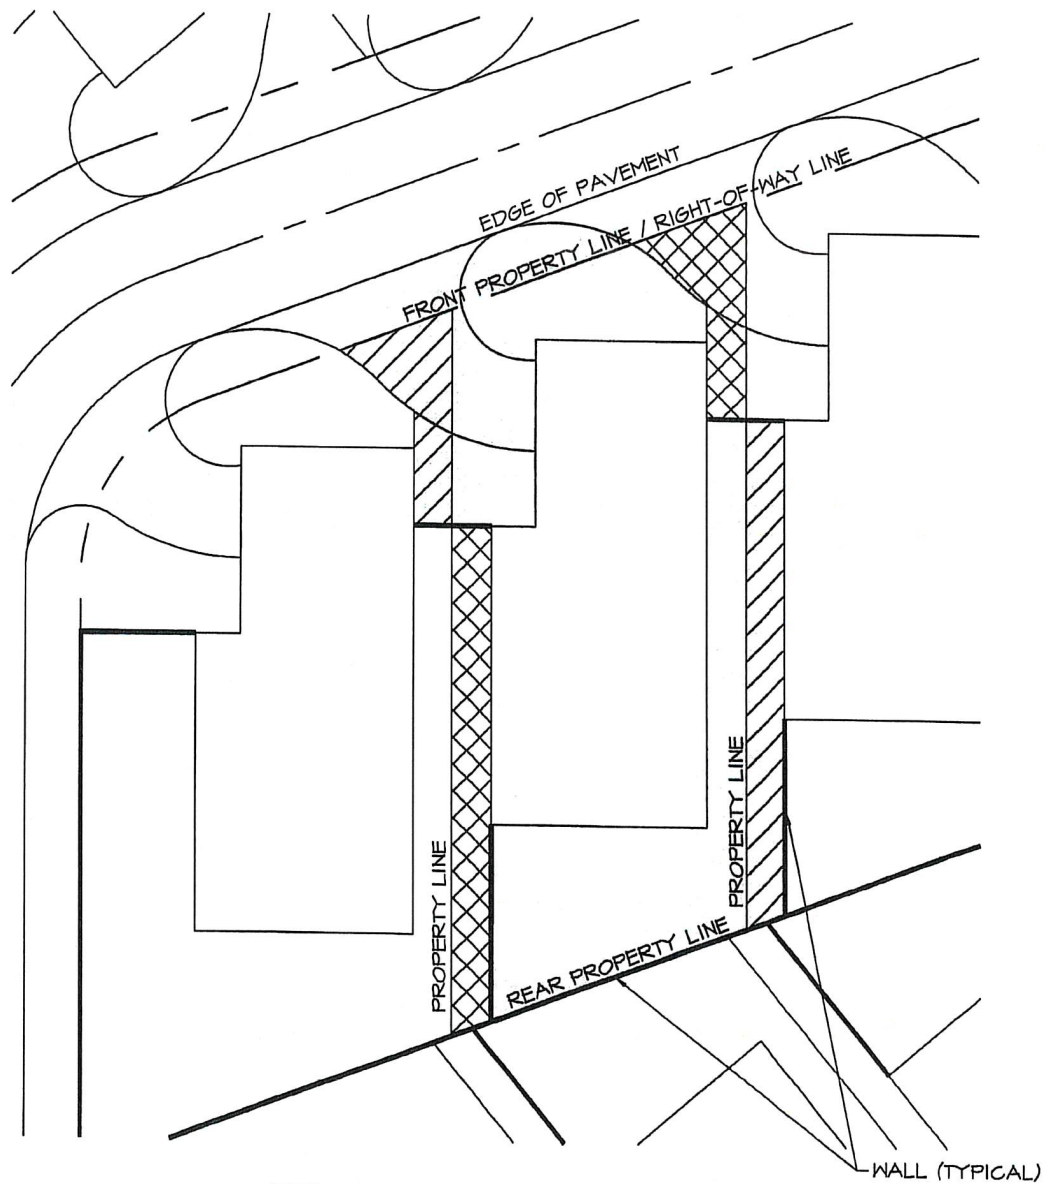 EDGE OF PAVEMENT
FRONT PROPERTY LINE / RIGHT-OF-WAY LINE
PROPERTY LINE
PROPERTY LINE
REAR PROPERTY LINE
WALL (TYPICAL)